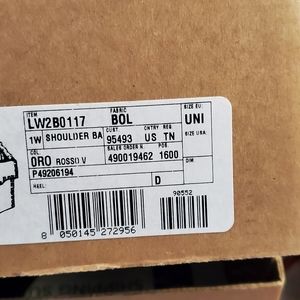 ITEM FABRIC SIZE EU:
LW2B0117 BOL UNI
1W SHOULDER BA CUST 95493 CNTRY US REG TN SIZE USA:
COL SALES ORDER N.
ORO ROSSO V 490019462 1600 DIM
P49206194
HEEL: D
90552
8 050145 272956